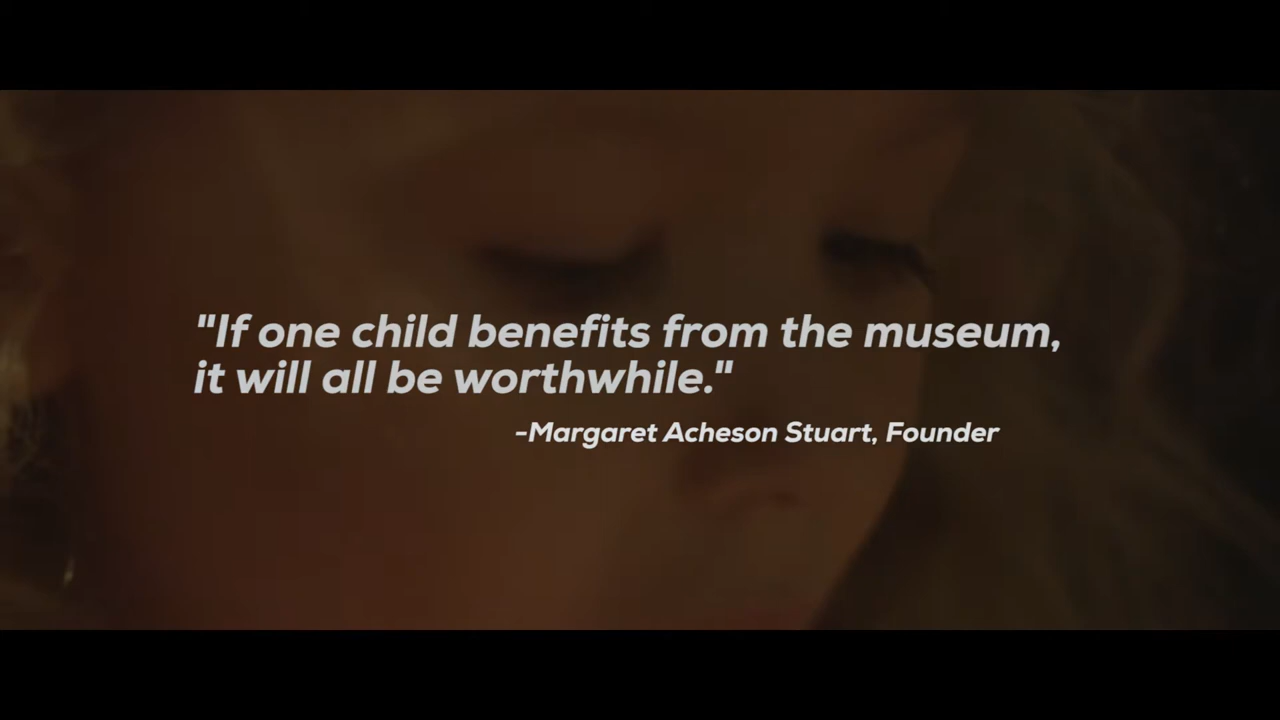 "If one child benefits from the museum,
it will all be worthwhile."
-Margaret Acheson Stuart, Founder